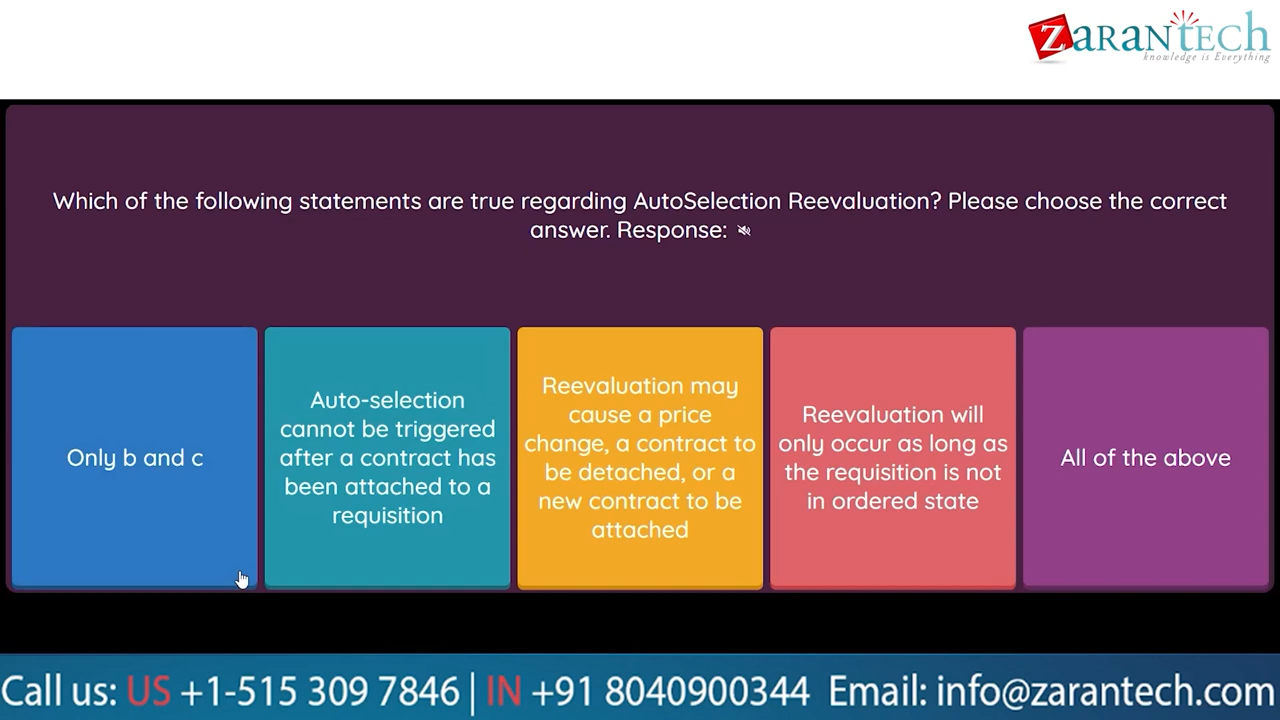 ZARANTECH
knowledge is Everything
Which of the following statements are true regarding AutoSelection Reevaluation? Please choose the correct
answer. Response:
Only b and c
Auto-selection
cannot be triggered
after a contract has
been attached to a
requisition
Reevaluation may
cause a price
change, a contract to
be detached, or a
new contract to be
attached
Reevaluation will
only occur as long as
the requisition is not
in ordered state
All of the above
Call us: US +1-515 309 7846 | IN +91 8040900344 Email: info@zarantech.com